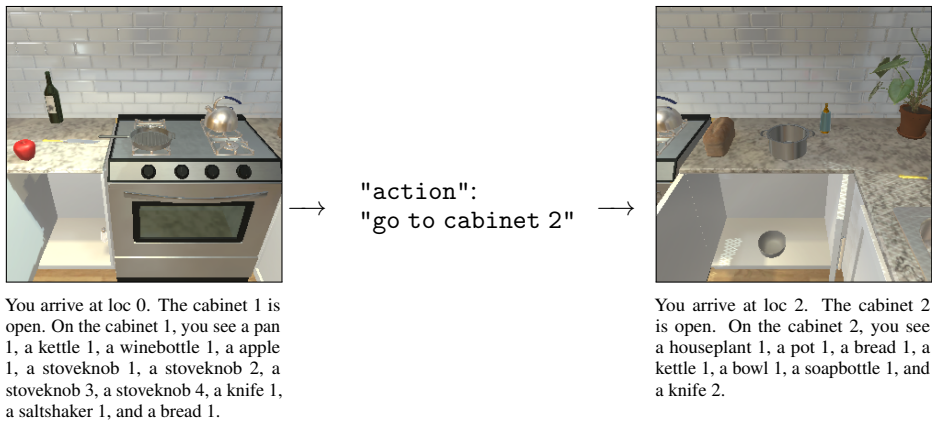 "action":
"go to cabinet 2"
You arrive at loc 0. The cabinet 1 is
open. On the cabinet 1, you see a pan
1, a kettle 1, a winebottle 1, a apple
1, a stoveknob 1, a stoveknob 2, a
stoveknob 3, a stoveknob 4, a knife 1,
a saltshaker 1, and a bread 1.
You arrive at loc 2. The cabinet 2
is open. On the cabinet 2, you see
a houseplant 1, a pot 1, a bread 1, a
kettle 1, a bowl 1, a soapbottle 1, and
a knife 2.